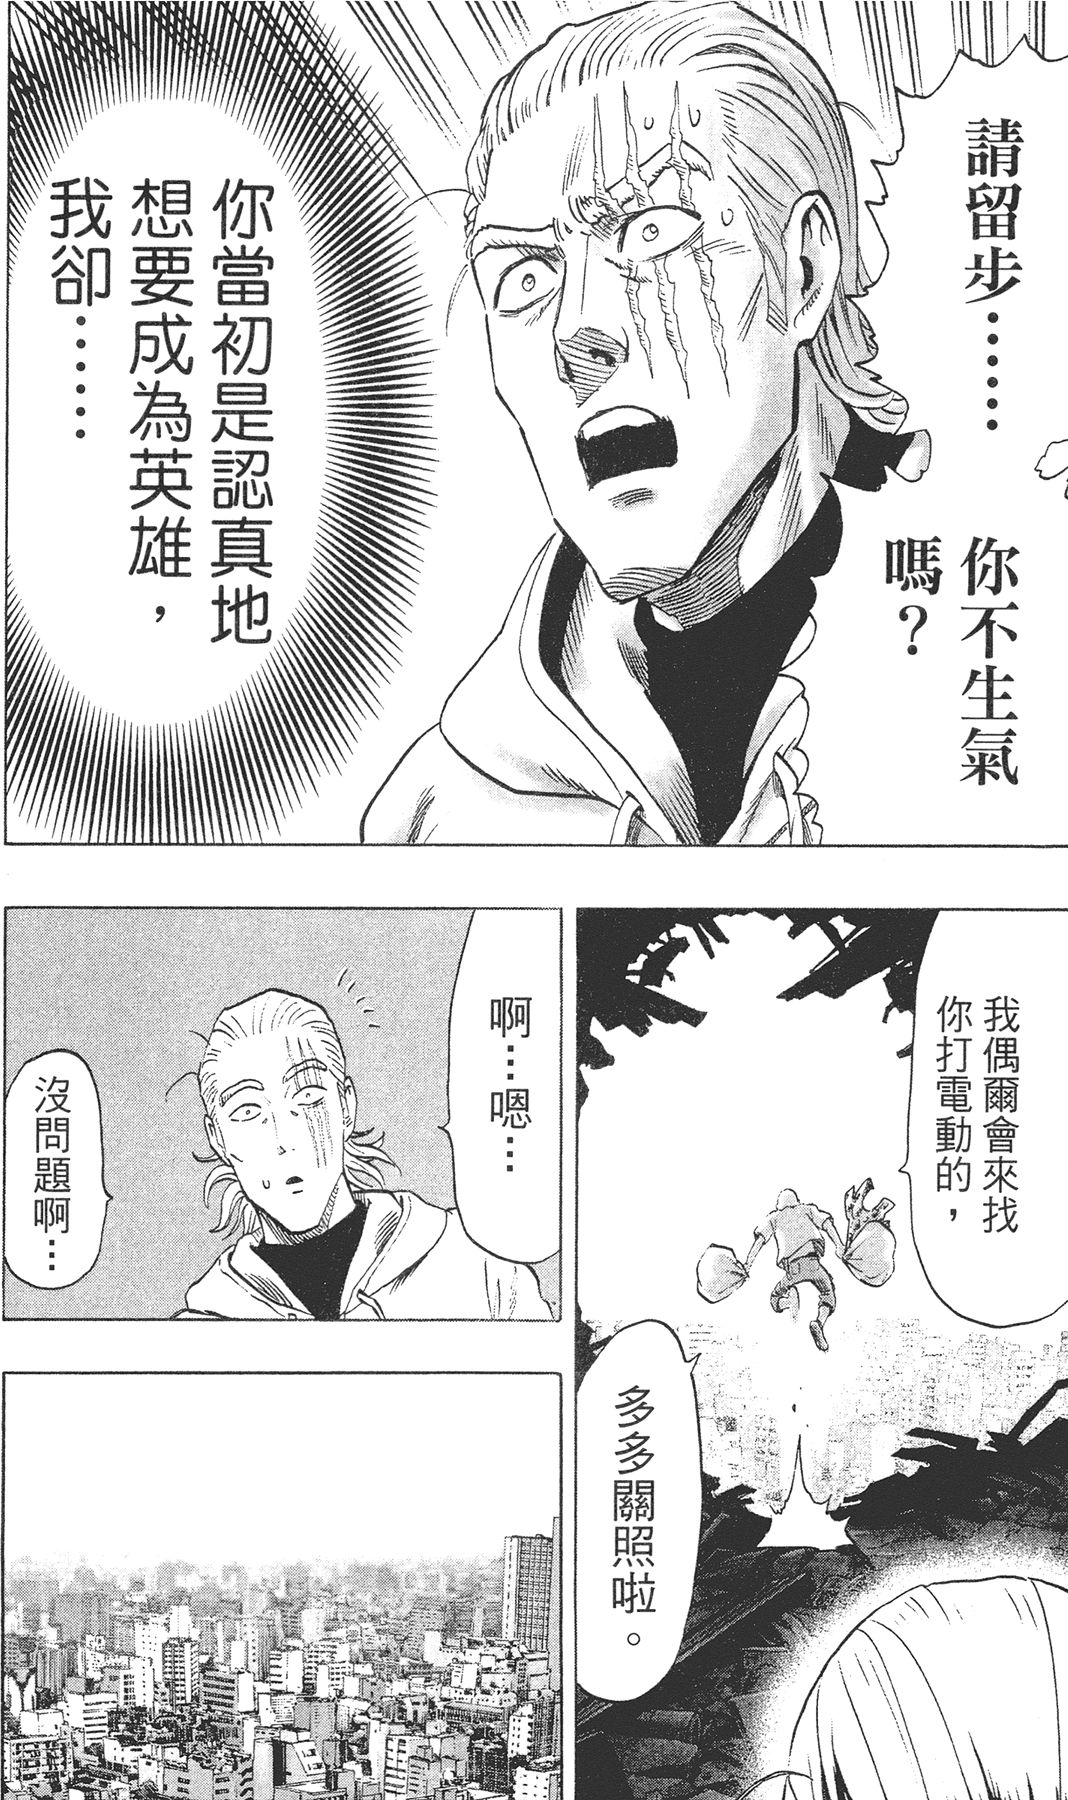 請留步……
你不生氣
嗎？
你當初是認真地
想要成為英雄，
我卻……
我偶爾會來找
你打電動的，
多多關照啦。
啊…嗯…
沒問題啊…